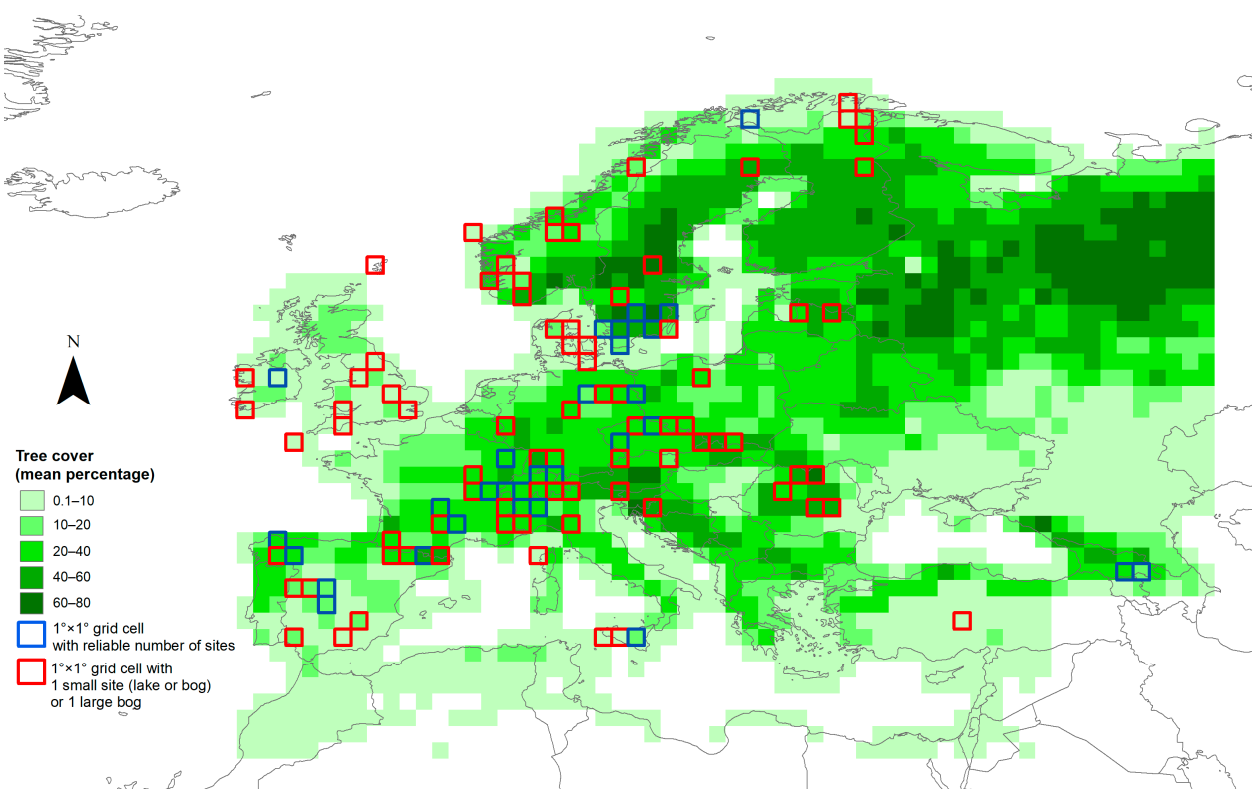 N
Tree cover
(mean percentage)
0.1–10
10–20
20–40
40–60
60–80
1°×1° grid cell
with reliable number of sites
1°×1° grid cell with
1 small site (lake or bog)
or 1 large bog